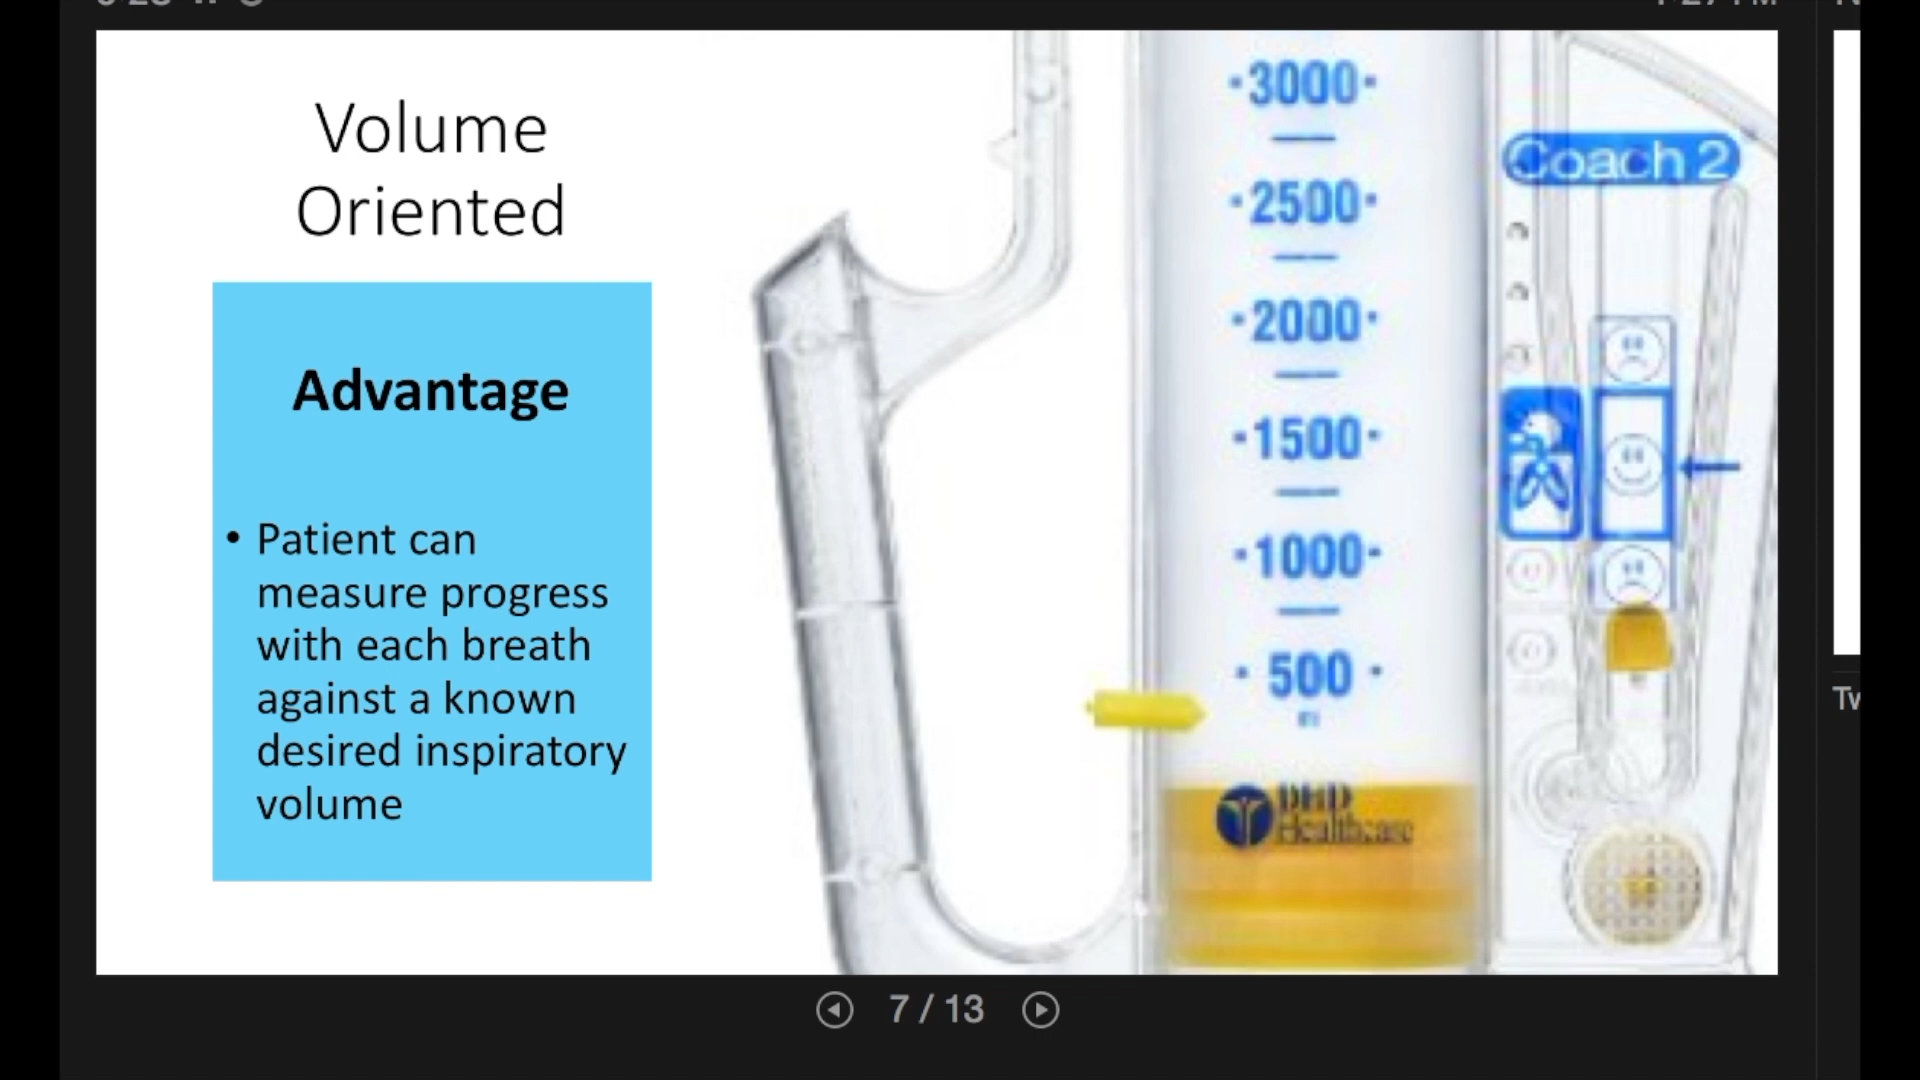 Volume
Oriented
Advantage
• Patient can
measure progress
with each breath
against a known
desired inspiratory
volume
·3000·
·2500·
·2000·
·1500·
·1000·
· 500 ·
Coach 2
DHD
Healthcare
7 / 13